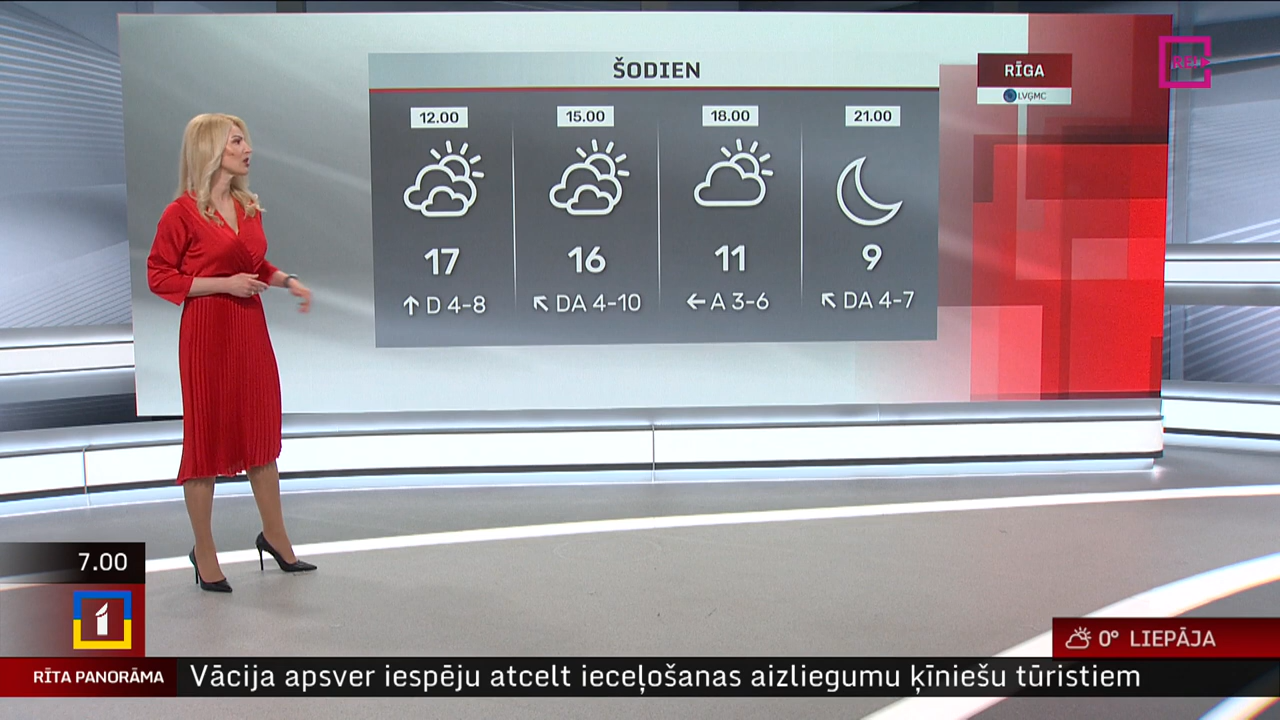 ŠODIEN
RĪGA
LVĢMC
REPLAY
12.00
15.00
18.00
21.00
17
16
11
9
↑ D 4-8
↖ DA 4-10
← A 3-6
↖ DA 4-7
7.00
1
0° LIEPĀJA
RĪTA PANORĀMA
Vācija apsver iespēju atcelt ieceļošanas aizliegumu ķīniešu tūristiem